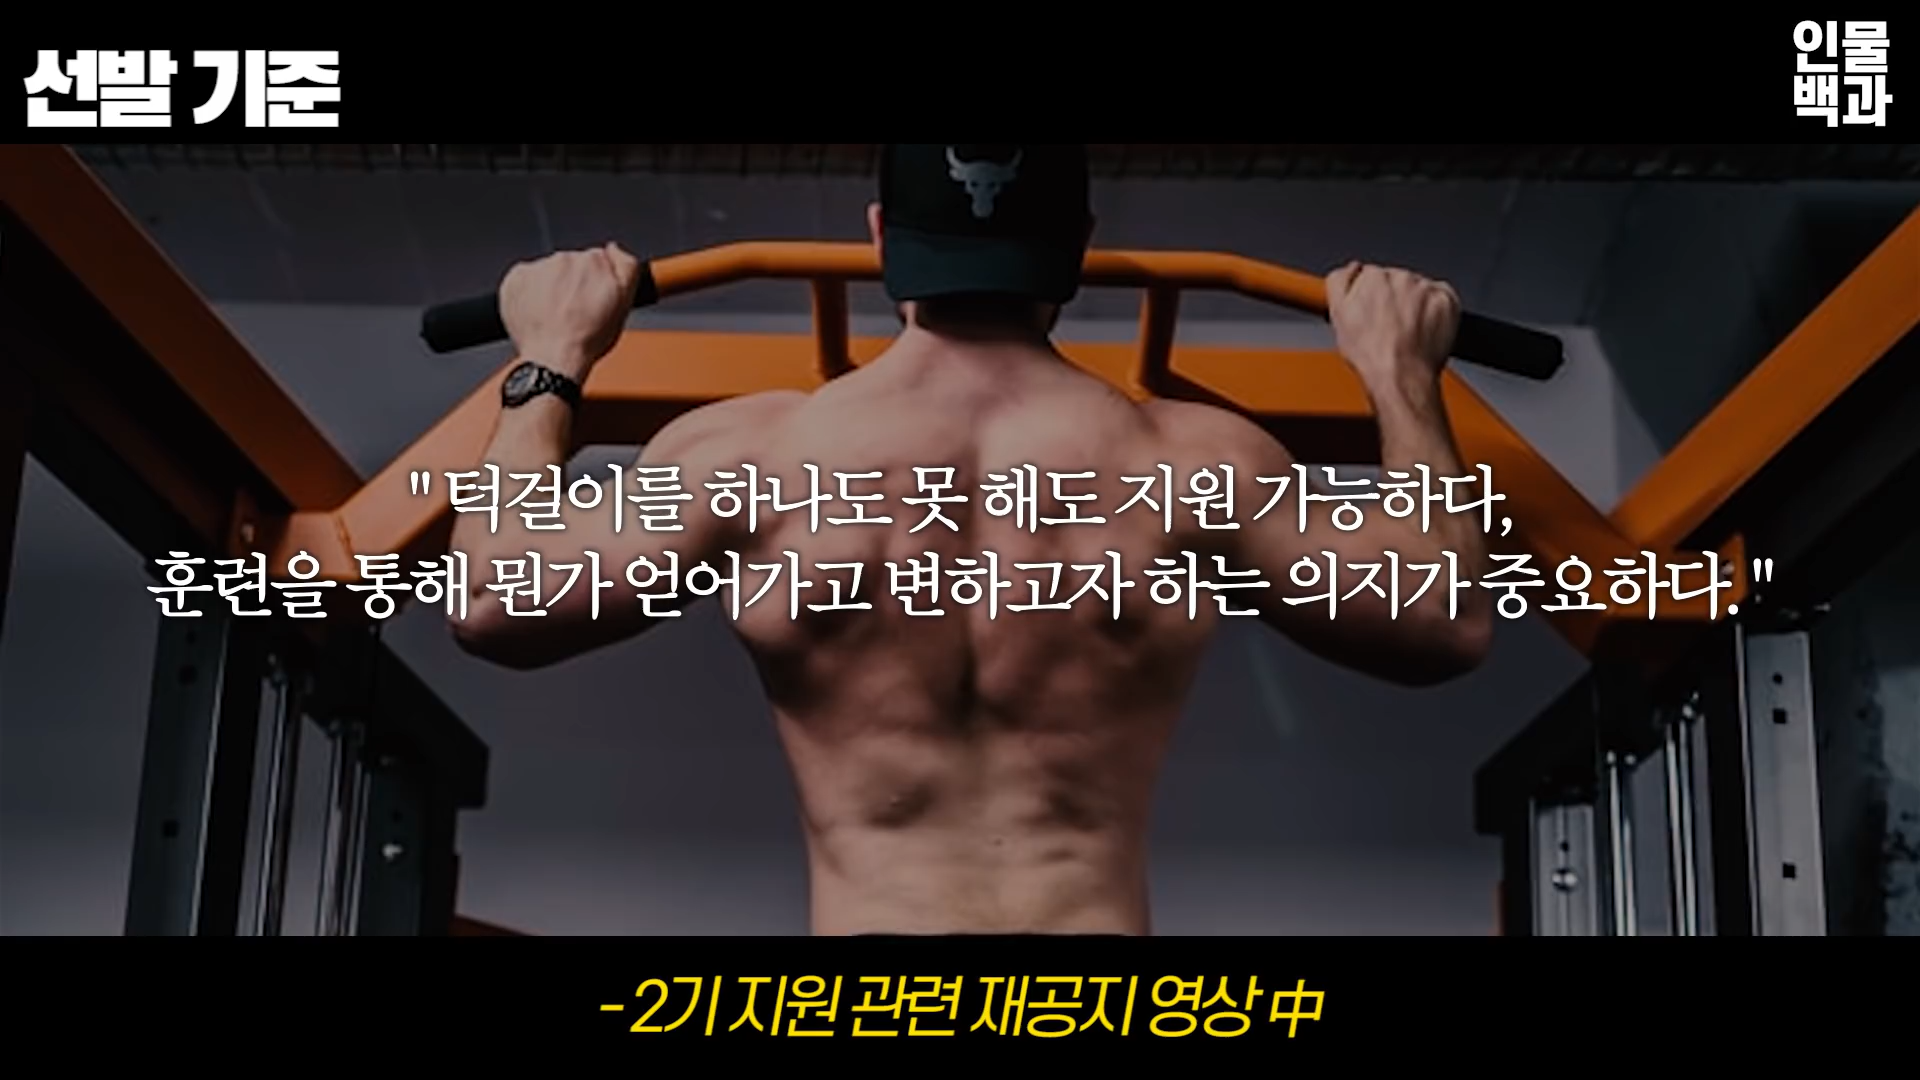 선발 기준
인물
백과
" 턱걸이를 하나도 못 해도 지원 가능하다,
훈련을 통해 뭔가 얻어가고 변하고자 하는 의지가 중요하다. "
- 2기 지원 관련 재공지 영상 中